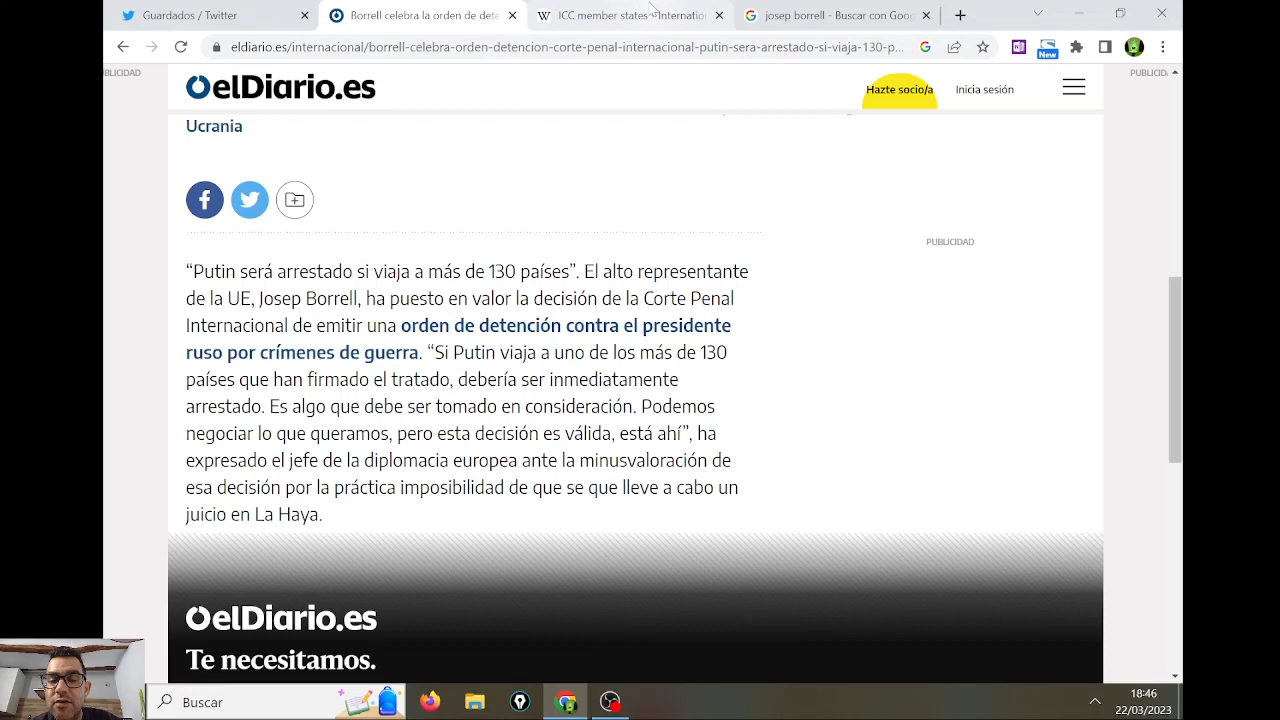 Guardados / Twitter
Borrell celebra la orden de dete
ICC member states - Internatio
josep borrell - Buscar con Goog
eldiario.es/internacional/borrell-celebra-orden-detencion-corte-penal-internacional-putin-sera-arrestado-si-viaja-130-p...
New
BLICIDAD
elDiario.es
Hazte socio/a
Inicia sesión
PUBLICID
Ucrania
PUBLICIDAD
“Putin será arrestado si viaja a más de 130 países”. El alto representante
de la UE, Josep Borrell, ha puesto en valor la decisión de la Corte Penal
Internacional de emitir una orden de detención contra el presidente
ruso por crímenes de guerra. “Si Putin viaja a uno de los más de 130
países que han firmado el tratado, debería ser inmediatamente
arrestado. Es algo que debe ser tomado en consideración. Podemos
negociar lo que queramos, pero esta decisión es válida, está ahí”, ha
expresado el jefe de la diplomacia europea ante la minusvaloración de
esa decisión por la práctica imposibilidad de que se que lleve a cabo un
juicio en La Haya.
elDiario.es
Te necesitamos.
Buscar
18:46
22/03/2023